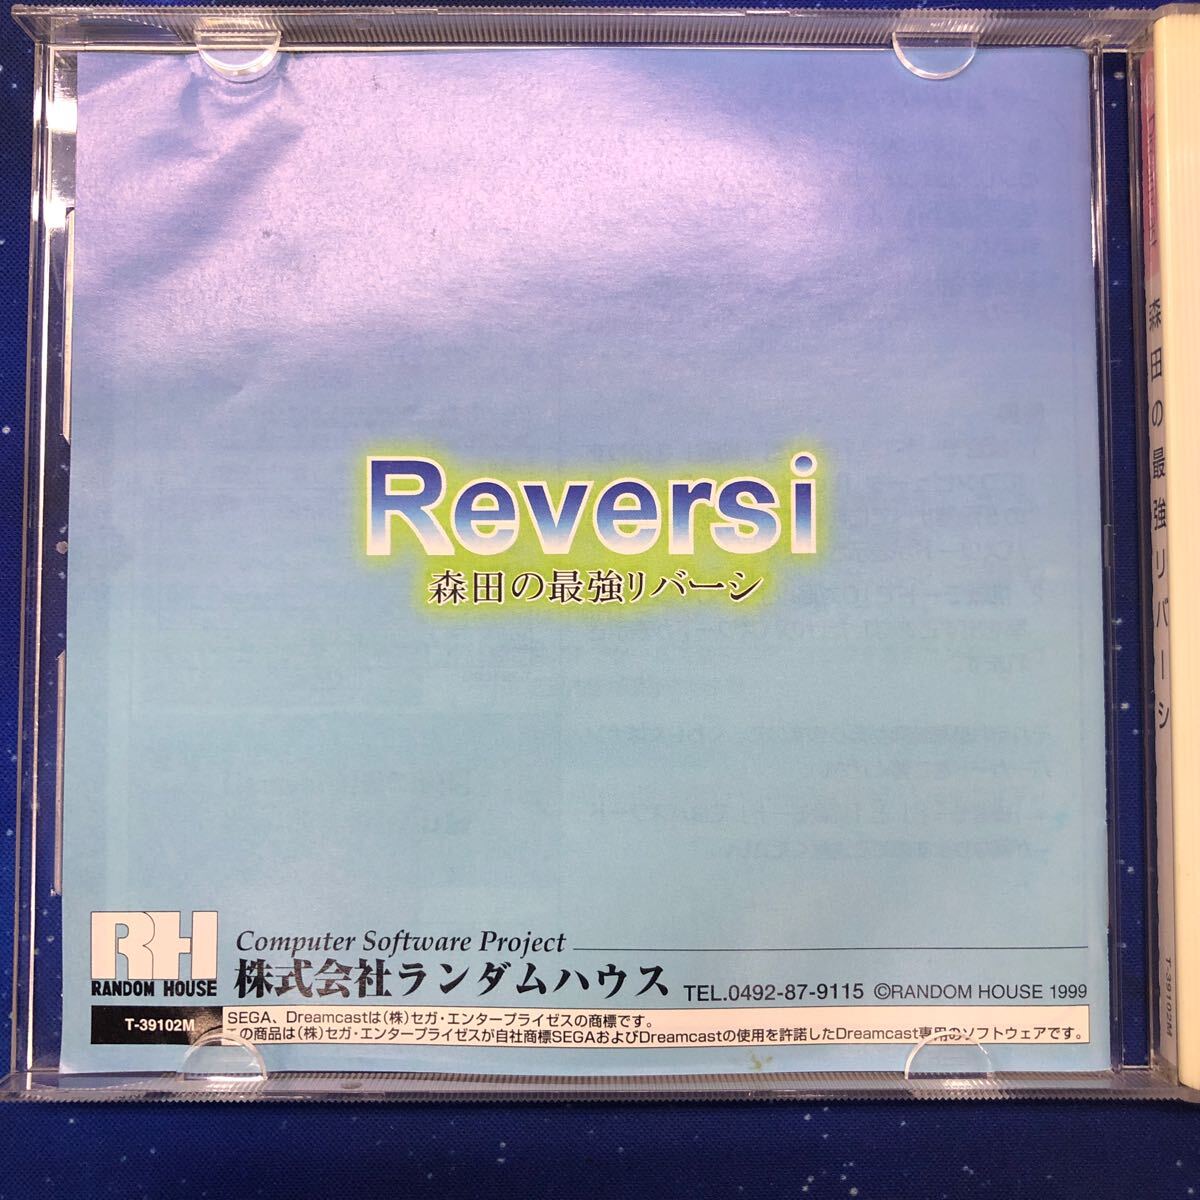 Reversi
森田の最強リバーシ
RH
RANDOM HOUSE
Computer Software Project
株式会社ランダムハウス
TEL.0492-87-9115 ©RANDOM HOUSE 1999
T-39102M
SEGA、Dreamcastは(株)セガ・エンタープライゼスの商標です。
この商品は(株)セガ・エンタープライゼスが自社商標SEGAおよびDreamcastの使用を許諾したDreamcast専用のソフトウェアです。
森田の最強リバーシ
T-39102M